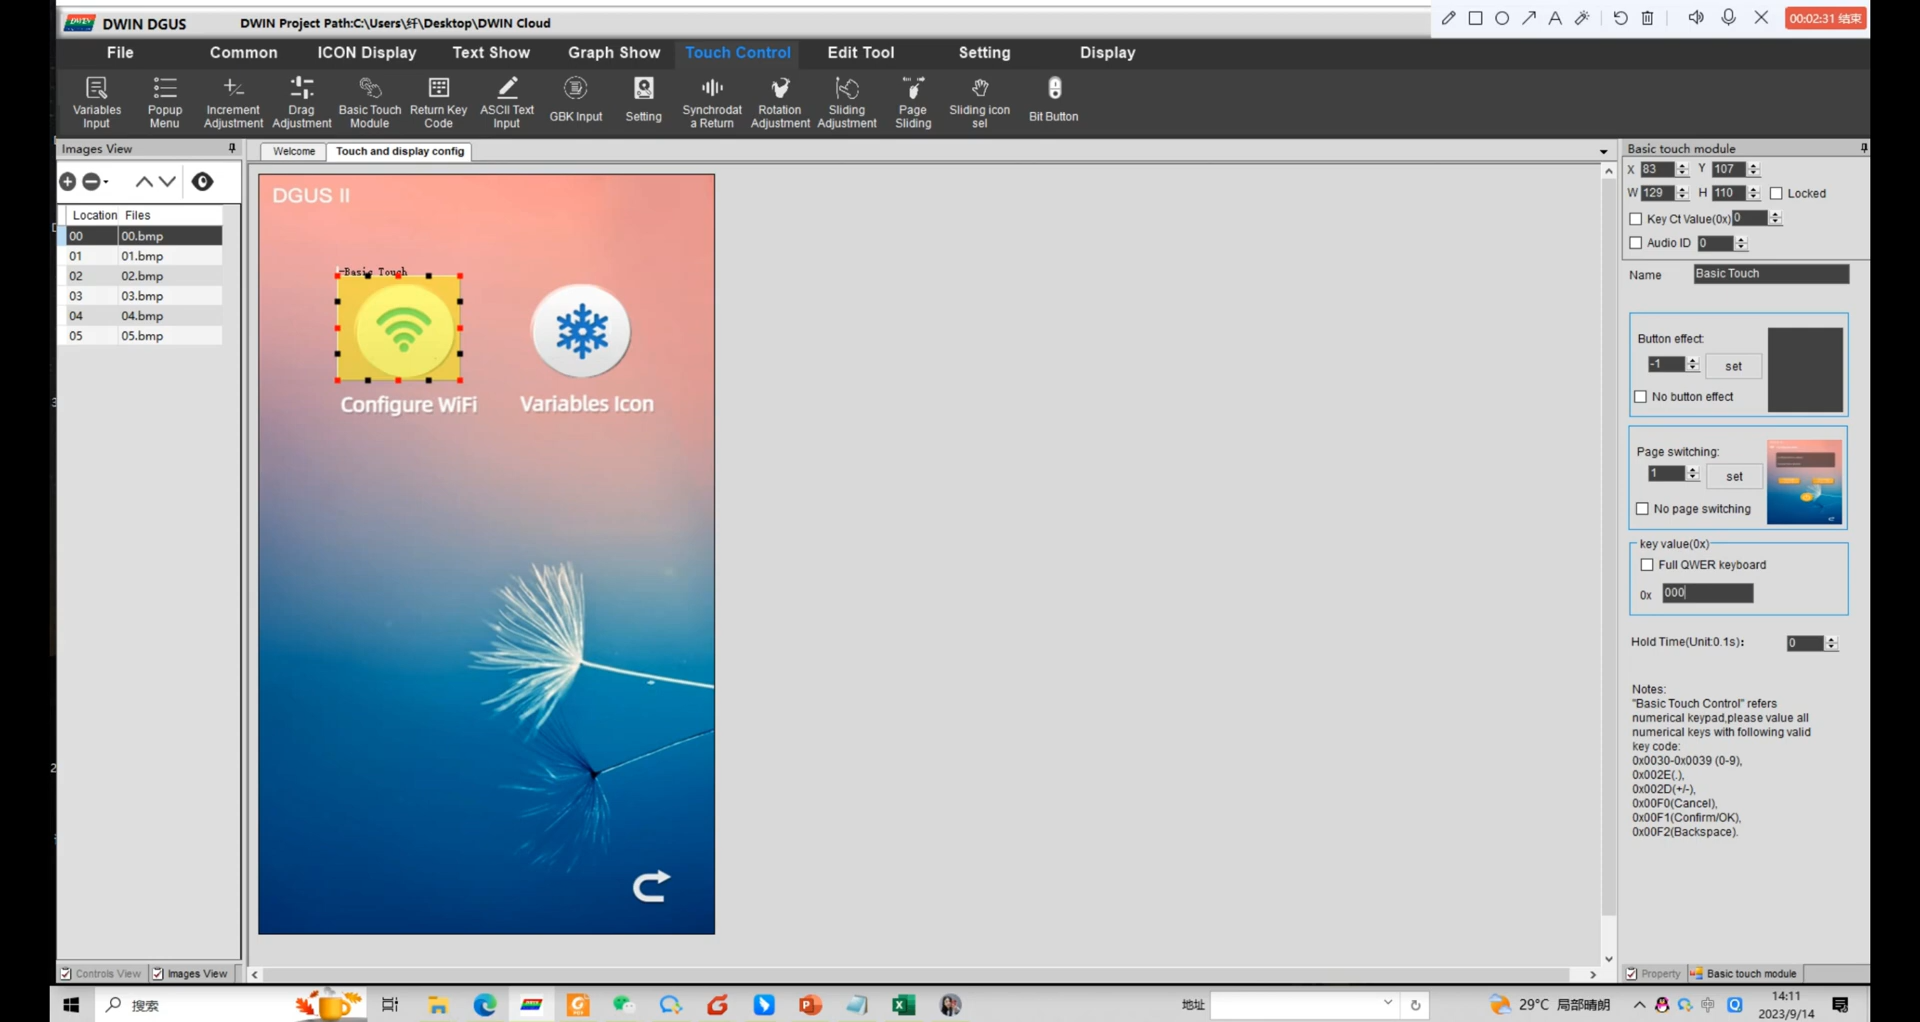 DWIN DGUS
DWIN Project Path:C:\Users\纤\Desktop\DWIN Cloud
00:02:31 结束
File Common ICON Display Text Show Graph Show Touch Control Edit Tool Setting Display
Variables Input
Popup Menu
Increment Adjustment
Drag Adjustment
Basic Touch Module
Return Key Code
ASCII Text Input
GBK Input
Setting
Synchrodat a Return
Rotation Adjustment
Sliding Adjustment
Page Sliding
Sliding icon sel
Bit Button
Images View
Welcome
Touch and display config
Location Files
00 00.bmp
01 01.bmp
02 02.bmp
03 03.bmp
04 04.bmp
05 05.bmp
DGUS II
Basic Touch
Configure WiFi
Variables Icon
Basic touch module
X 83 Y 107
W 129 H 110 Locked
Key Ct Value(0x) 0
Audio ID 0
Name Basic Touch
Button effect:
-1 set
No button effect
Page switching:
1 set
No page switching
key value(0x)
Full QWER keyboard
0x 000
Hold Time(Unit:0.1s): 0
Notes:
"Basic Touch Control" refers
numerical keypad,please value all
numerical keys with following valid
key code:
0x0030-0x0039 (0-9),
0x002E(.),
0x002D(+/-),
0x00F0(Cancel),
0x00F1(Confirm/OK),
0x00F2(Backspace).
Controls View
Images View
Property
Basic touch module
搜索
地址
29°C 局部晴朗
中
14:11
2023/9/14